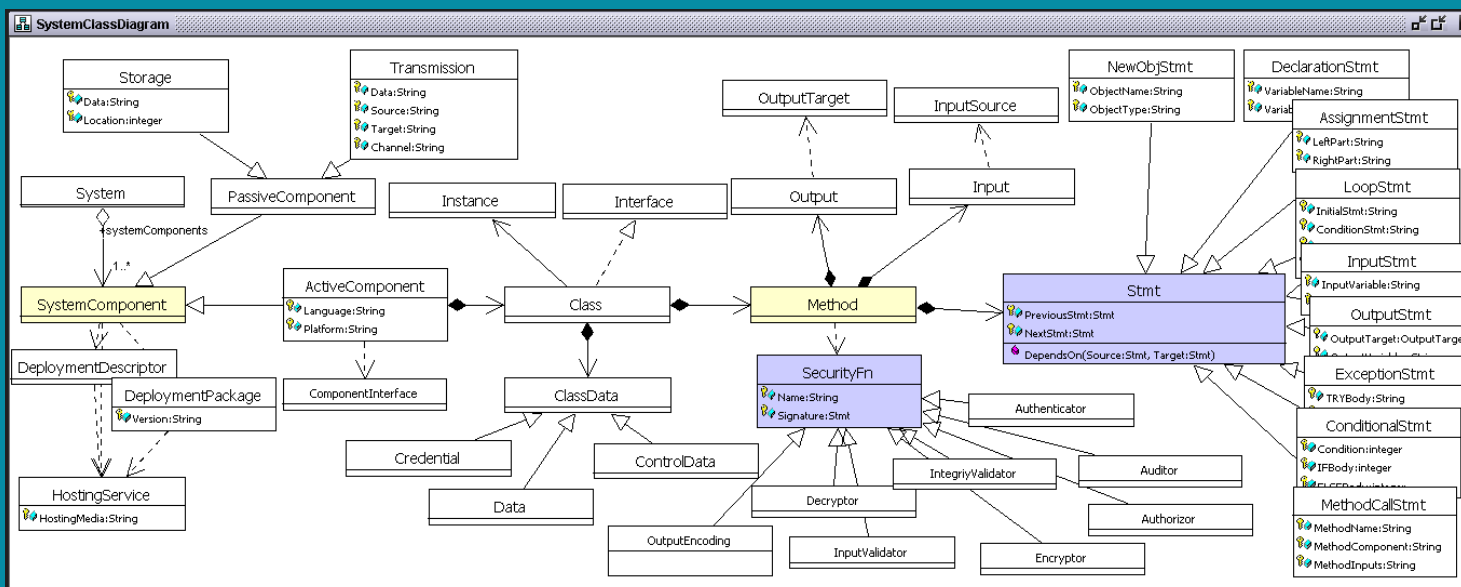 SystemClassDiagram
Storage
Data:String
Location:integer
Transmission
Data:String
Source:String
Target:String
Channel:String
System
+systemComponents
1..*
PassiveComponent
Instance
Interface
OutputTarget
InputSource
Output
Input
NewObjStmt
ObjectName:String
ObjectType:String
DeclarationStmt
VariableName:String
AssignmentStmt
LeftPart:String
RightPart:String
LoopStmt
InitialStmt:String
ConditionStmt:String
InputStmt
InputVariable:String
OutputStmt
OutputTarget:OutputTarge
ExceptionStmt
TRYBody:String
ConditionalStmt
Condition:integer
IFBody:integer
ELSEBody:integer
MethodCallStmt
MethodName:String
MethodComponent:String
MethodInputs:String
SystemComponent
ActiveComponent
Language:String
Platform:String
Class
Method
Stmt
PreviousStmt:Stmt
NextStmt:Stmt
DependsOn(Source:Stmt, Target:Stmt)
DeploymentDescriptor
DeploymentPackage
Version:String
HostingService
HostingMedia:String
ComponentInterface
ClassData
Credential
Data
ControlData
SecurityFn
Name:String
Signature:Stmt
Authenticator
Auditor
IntegriyValidator
Authorizor
Decryptor
Encryptor
InputValidator
OutputEncoding